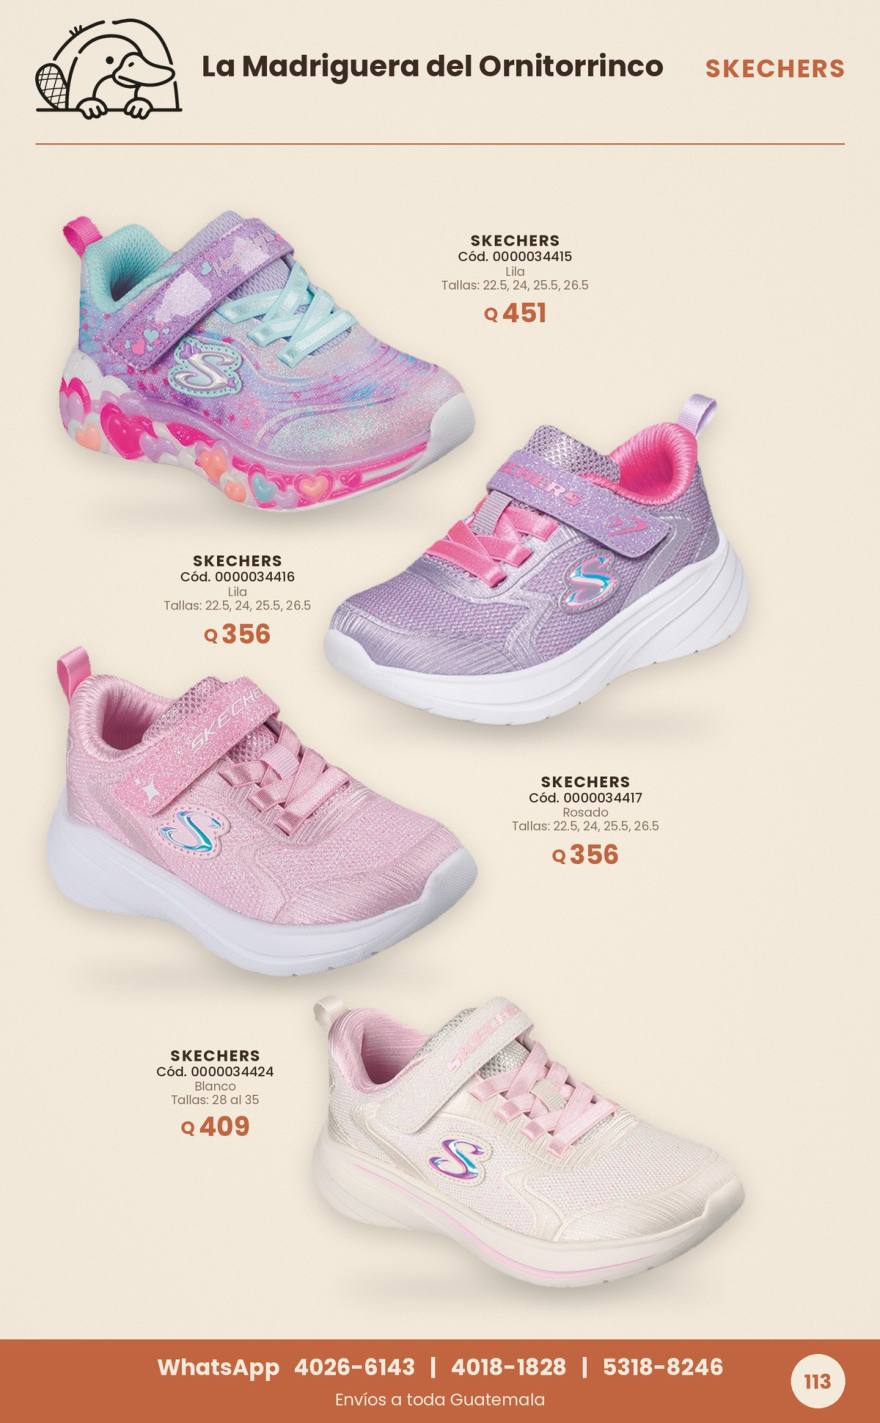 La Madriguera del Ornitorrinco
SKECHERS
SKECHERS
Cód. 0000034415
Lila
Tallas: 22.5, 24, 25.5, 26.5
Q 451
SKECHERS
SKECHERS
Cód. 0000034416
Lila
Tallas: 22.5, 24, 25.5, 26.5
Q 356
SKECHERS
Cód. 0000034417
Rosado
Tallas: 22.5, 24, 25.5, 26.5
Q 356
SKECHERS
Cód. 0000034424
Blanco
Tallas: 28 al 35
Q 409
WhatsApp 4026-6143 | 4018-1828 | 5318-8246
Envíos a toda Guatemala
113